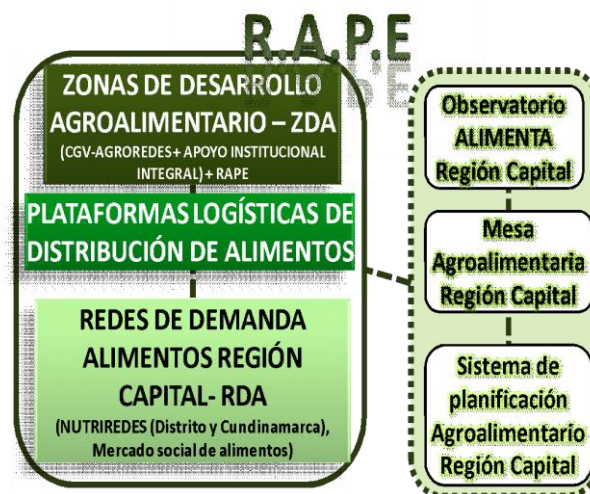 R.A.P.E
ZONAS DE DESARROLLO
AGROALIMENTARIO – ZDA
(CGV-AGROREDES+ APOYO INSTITUCIONAL
INTEGRAL) + RAPE
PLATAFORMAS LOGÍSTICAS DE
DISTRIBUCIÓN DE ALIMENTOS
REDES DE DEMANDA
ALIMENTOS REGIÓN
CAPITAL- RDA
(NUTRIREDES (Distrito y Cundinamarca),
Mercado social de alimentos)
Observatorio
ALIMENTA
Región Capital
Mesa
Agroalimentaria
Región Capital
Sistema de
planificación
Agroalimentario
Región Capital